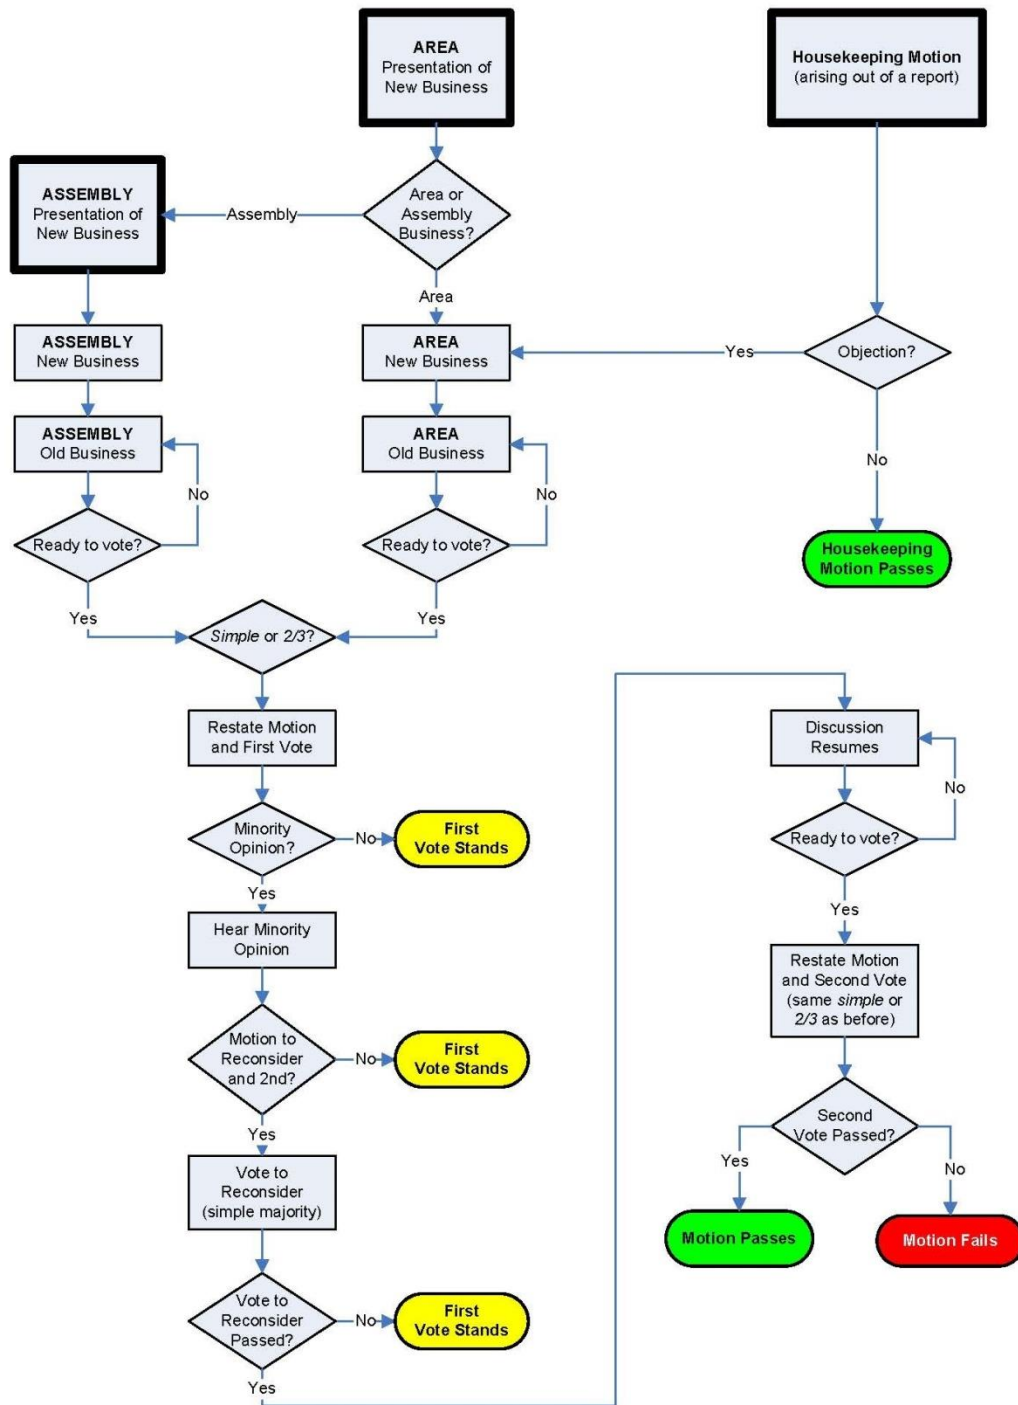 AREA
Presentation of
New Business
Housekeeping Motion
(arising out of a report)
ASSEMBLY
Presentation of
New Business
Assembly
Area or
Assembly
Business?
Area
ASSEMBLY
New Business
AREA
New Business
Yes
Objection?
ASSEMBLY
Old Business
AREA
Old Business
No
No
No
Ready to vote?
Ready to vote?
Housekeeping
Motion Passes
Yes
Yes
Simple or 2/3?
Restate Motion
and First Vote
Minority
Opinion?
No
First
Vote Stands
Yes
Hear Minority
Opinion
Motion to
Reconsider
and 2nd?
No
First
Vote Stands
Yes
Vote to
Reconsider
(simple majority)
Vote to
Reconsider
Passed?
No
First
Vote Stands
Yes
Discussion
Resumes
No
Ready to vote?
Yes
Restate Motion
and Second Vote
(same simple or
2/3 as before)
Second
Vote Passed?
Yes
No
Motion Passes
Motion Fails